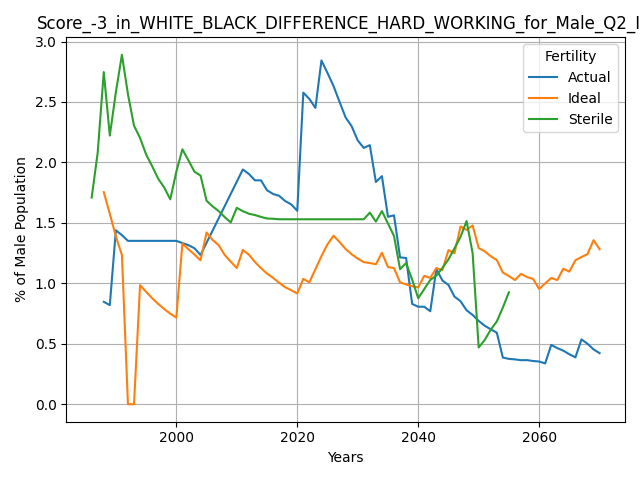 Score_-3_in_WHITE_BLACK_DIFFERENCE_HARD_WORKING_for_Male_Q2_I
3.0
2.5
2.0
1.5
1.0
0.5
0.0
% of Male Population
Fertility
Actual
Ideal
Sterile
2000
2020
2040
2060
Years